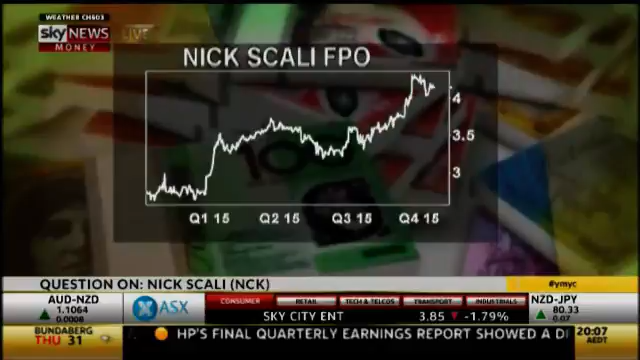 WEATHER CH603
sky NEWS LIVE
MONEY
NICK SCALI FPO
4
3.5
3
Q1 15 Q2 15 Q3 15 Q4 15
QUESTION ON: NICK SCALI (NCK) #ymyc
AUD-NZD ASX CONSUMER RETAIL TECH & TELCOS TRANSPORT INDUSTRIALS NZD-JPY
1.1064 SKY CITY ENT 3.85 -1.79% 80.33
0.0008 0.07
BUNDABERG HP'S FINAL QUARTERLY EARNINGS REPORT SHOWED A D 20:07
THU 31 AEDT